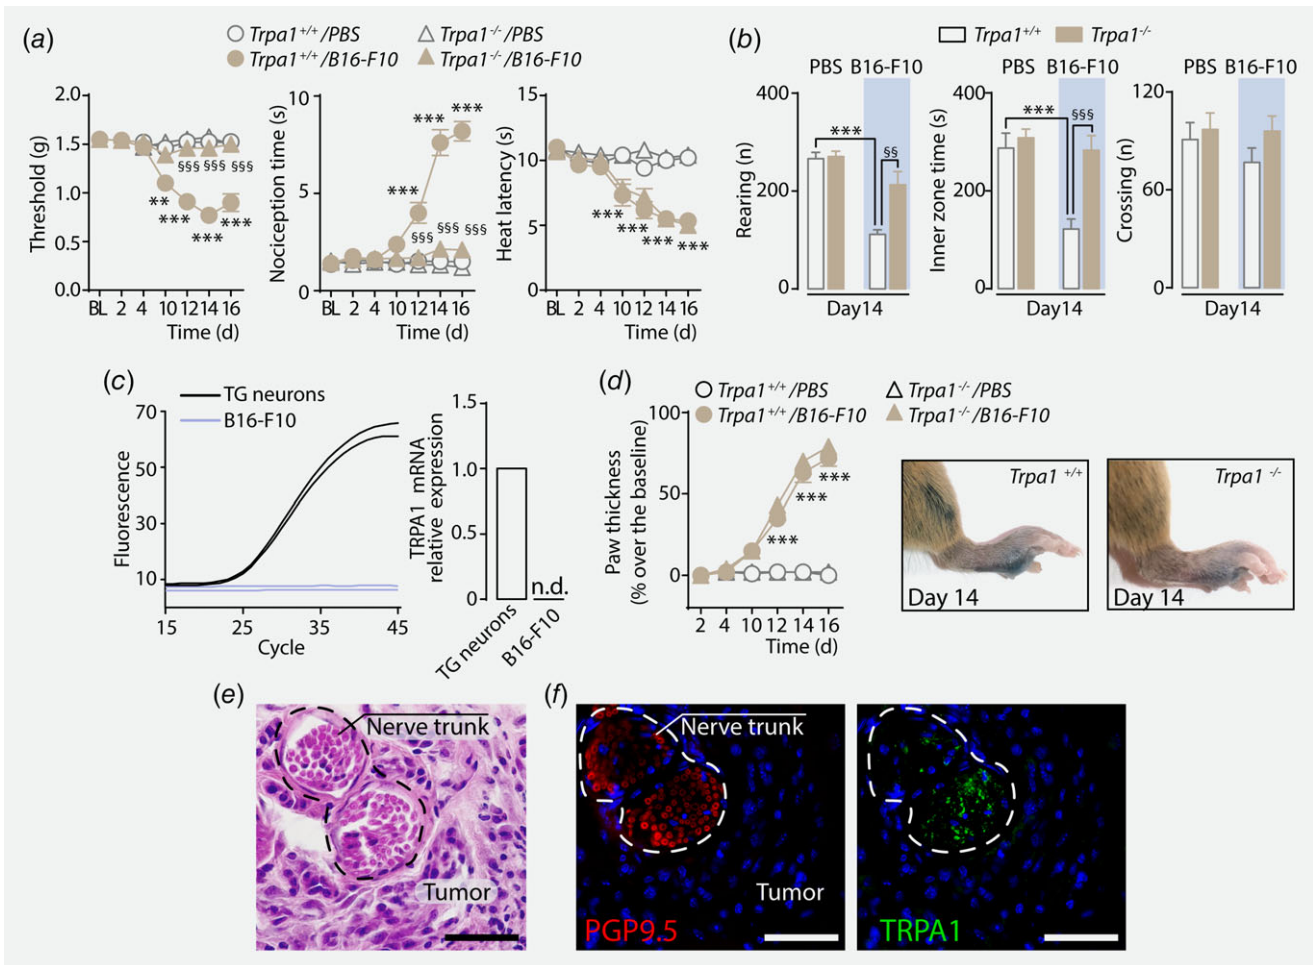 (a)
Trpa1+/+/PBS
Trpa1-/-/PBS
Trpa1+/+/B16-F10
Trpa1-/-/B16-F10
Threshold (g)
2.0
1.5
1.0
0.5
0.0
§§§ §§§ §§§ §§§
**
***
***
***
BL 2 4 10 12 14 16
Time (d)
Nociception time (s)
10
5
0
***
***
***
***
§§§
§§§
§§§
BL 2 4 10 12 14 16
Time (d)
Heat latency (s)
15
10
5
0
*** *** *** ***
BL 2 4 6 10 12 14 16
Time (d)
(b)
Trpa1+/+
Trpa1-/-
PBS B16-F10
Rearing (n)
400
200
0
***
§§
Day14
PBS B16-F10
Inner zone time (s)
400
200
0
***
§§§
Day14
PBS B16-F10
Crossing (n)
120
60
0
Day14
(c)
TG neurons
B16-F10
Fluorescence
70
50
30
10
15 25 35 45
Cycle
TRPA1 mRNA
relative expression
1.5
1.0
0.5
0
n.d.
TG neurons
B16-F10
(d)
Trpa1+/+/PBS
Trpa1-/-/PBS
Trpa1+/+/B16-F10
Trpa1-/-/B16-F10
Paw thickness
(% over the baseline)
100
50
0
***
***
***
2 4 10 12 14 16
Time (d)
Trpa1 +/+
Day 14
Trpa1 -/-
Day 14
(e)
Nerve trunk
Tumor
(f)
Nerve trunk
Tumor
PGP9.5
TRPA1